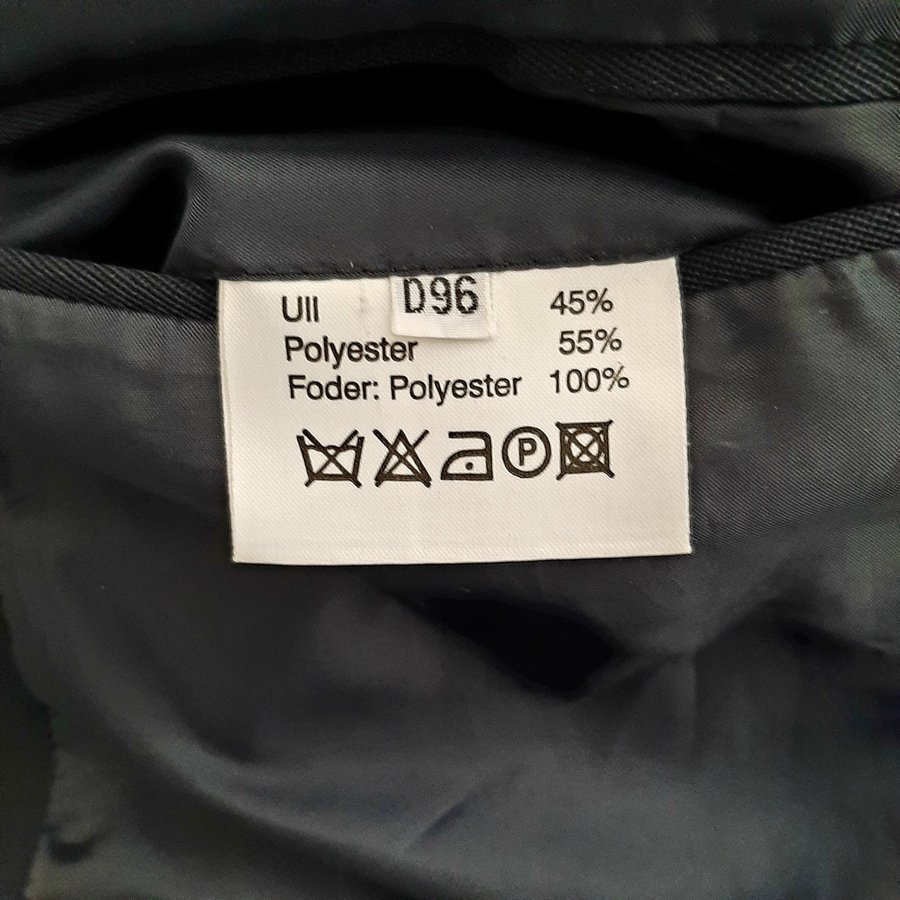 D96
Ull 45%
Polyester 55%
Foder: Polyester 100%
P